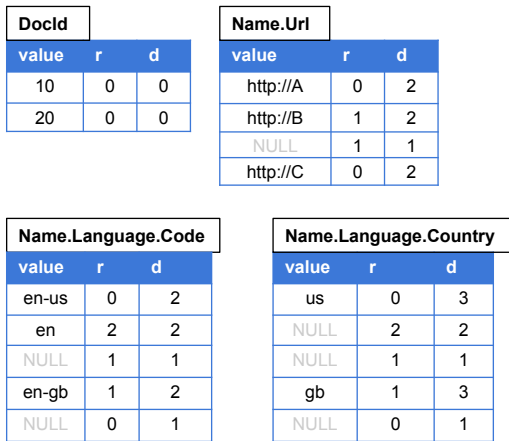 DocId
value r d
10 0 0
20 0 0
Name.Url
value r d
http://A 0 2
http://B 1 2
NULL 1 1
http://C 0 2
Name.Language.Code
value r d
en-us 0 2
en 2 2
NULL 1 1
en-gb 1 2
NULL 0 1
Name.Language.Country
value r d
us 0 3
NULL 2 2
NULL 1 1
gb 1 3
NULL 0 1